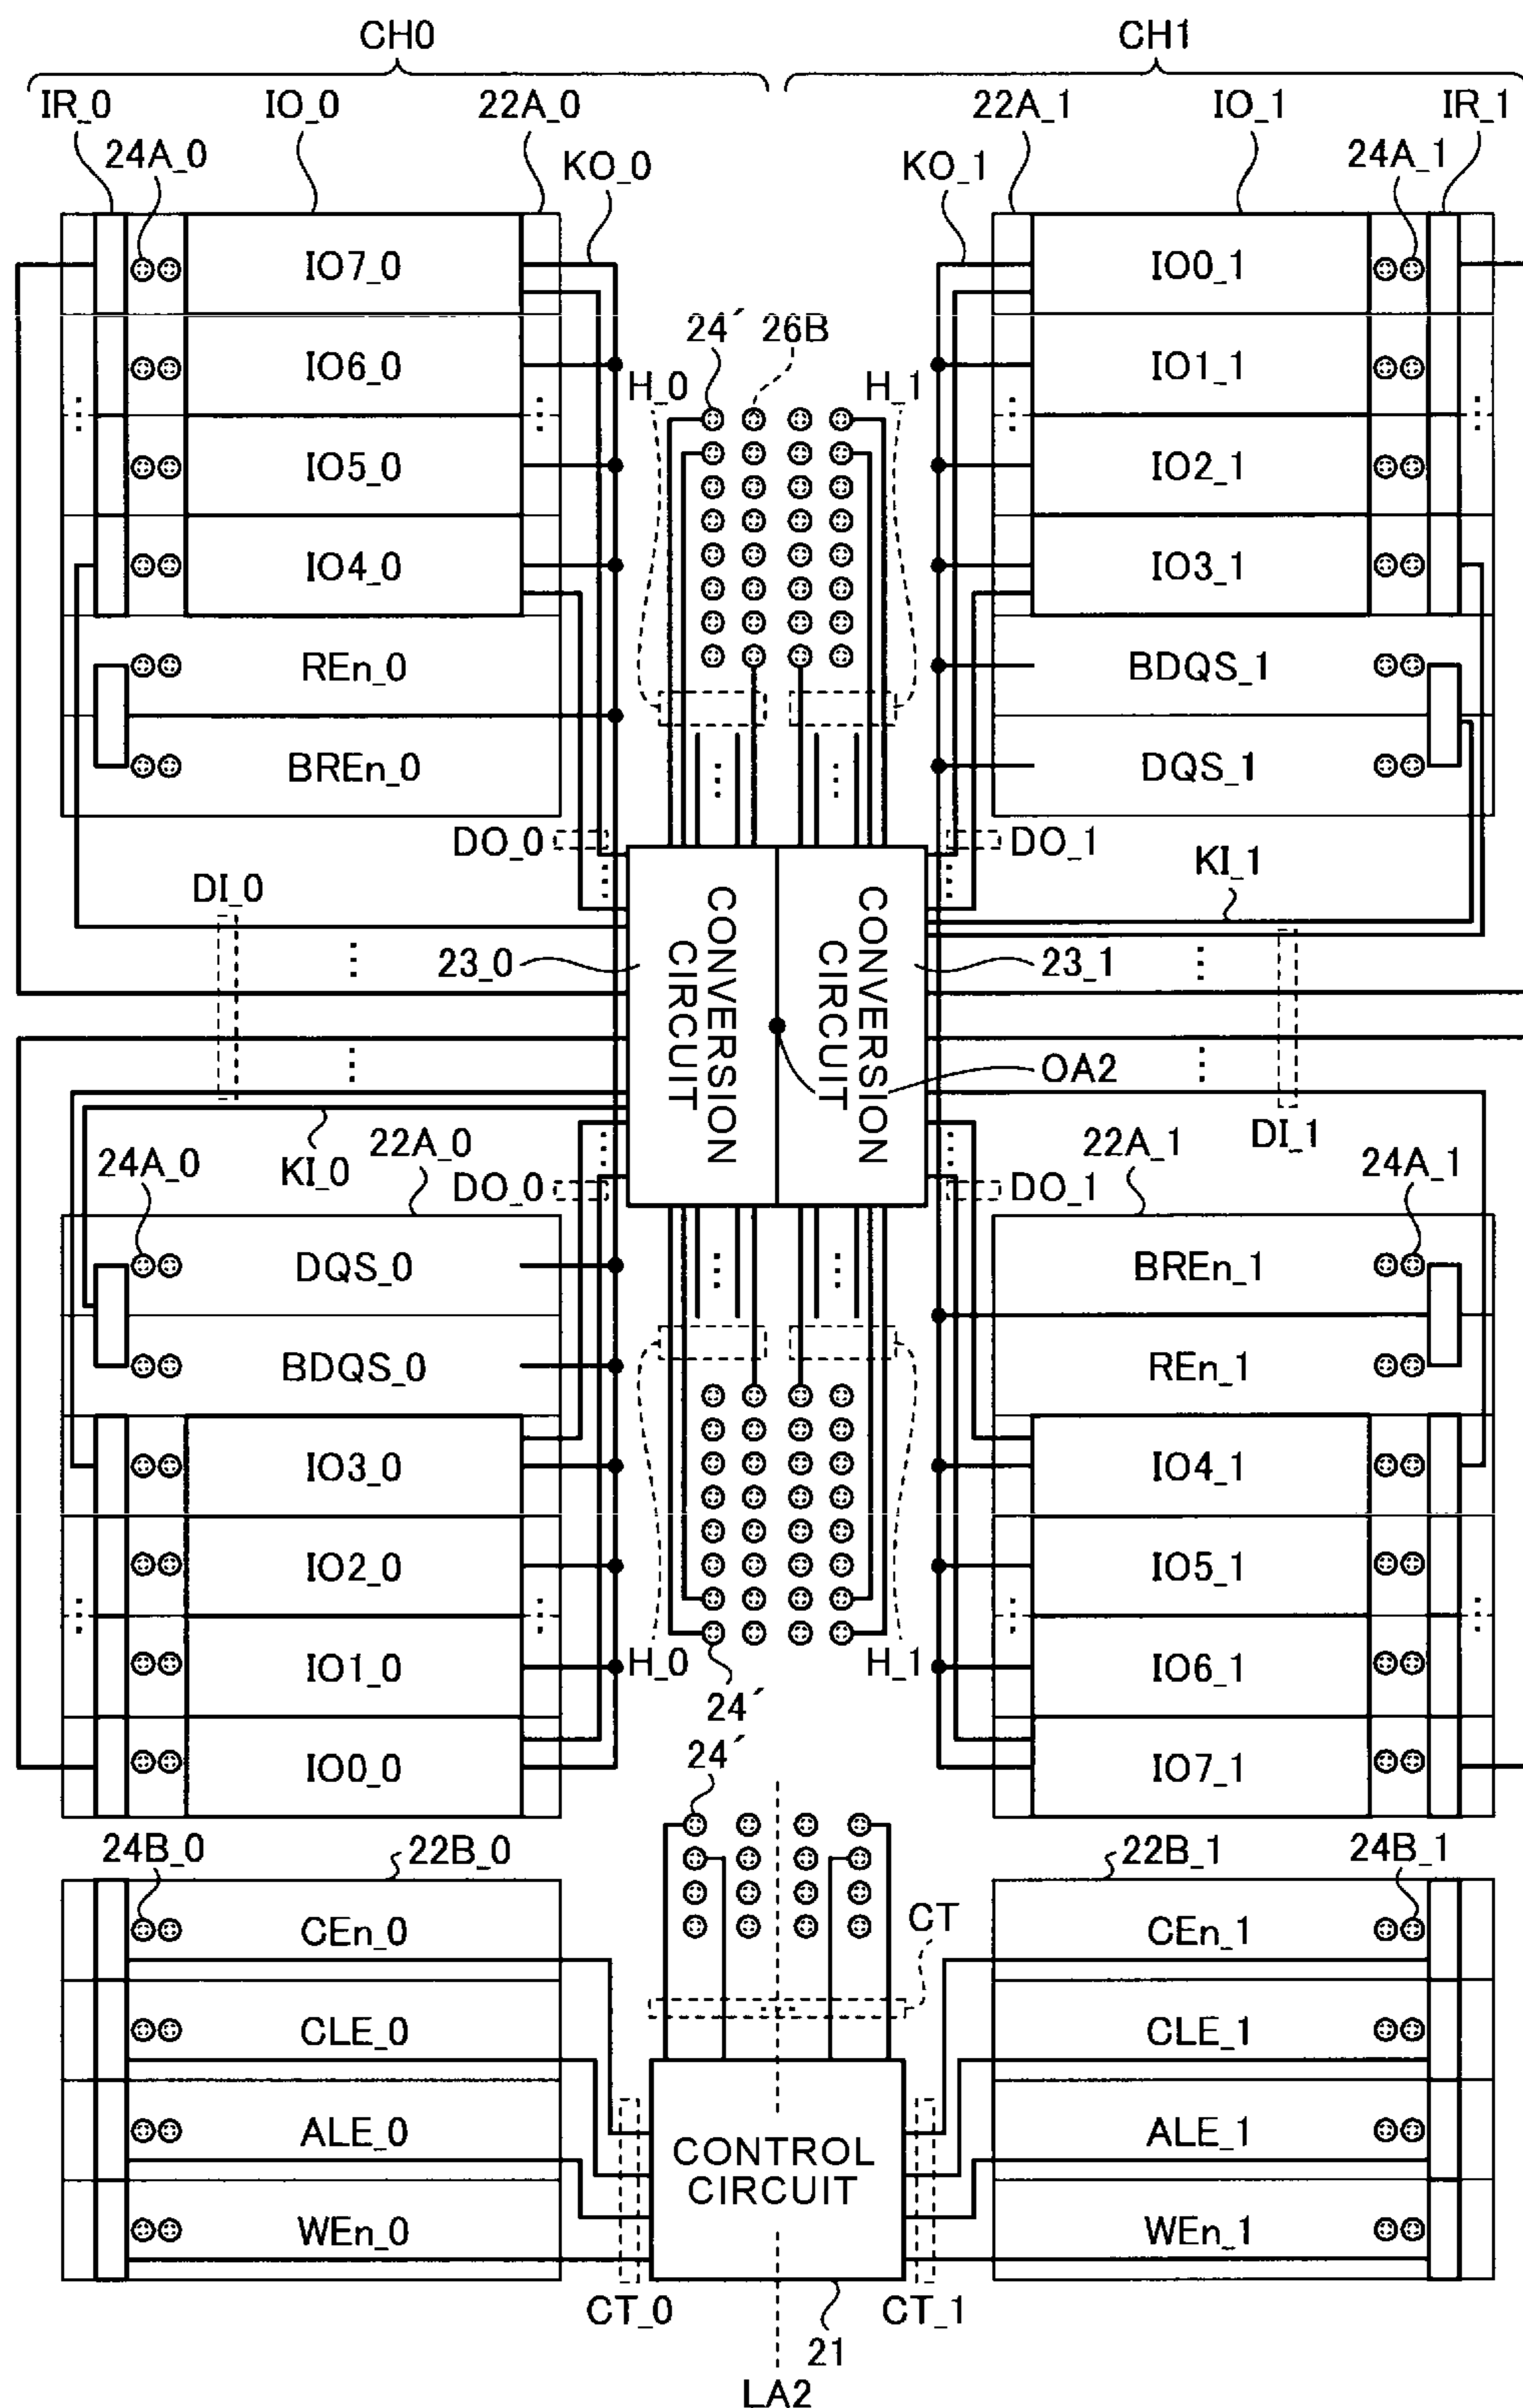 CH0 CH1
IR_0 IO_0 22A_0 22A_1 IO_1 IR_1
24A_0 KO_0 KO_1 24A_1
IO7_0 IO0_1
24´ 26B
IO6_0 H_0 H_1 IO1_1
IO5_0 IO2_1
IO4_0 IO3_1
REn_0 BDQS_1
BREn_0 DQS_1
DO_0 DO_1
DI_0 KI_1
23_0 CONVERSION CIRCUIT CONVERSION CIRCUIT 23_1
OA2
24A_0 KI_0 22A_0 DO_0 DO_1 22A_1 DI_1 24A_1
DQS_0 BREn_1
BDQS_0 REn_1
IO3_0 IO4_1
IO2_0 IO5_1
IO1_0 H_0 H_1 IO6_1
24´
24´
IO0_0 IO7_1
24B_0 22B_0 22B_1 24B_1
CEn_0 CT CEn_1
CLE_0 CLE_1
ALE_0 ALE_1
CONTROL
CIRCUIT
WEn_0 WEn_1
CT_0 CT_1
21
LA2